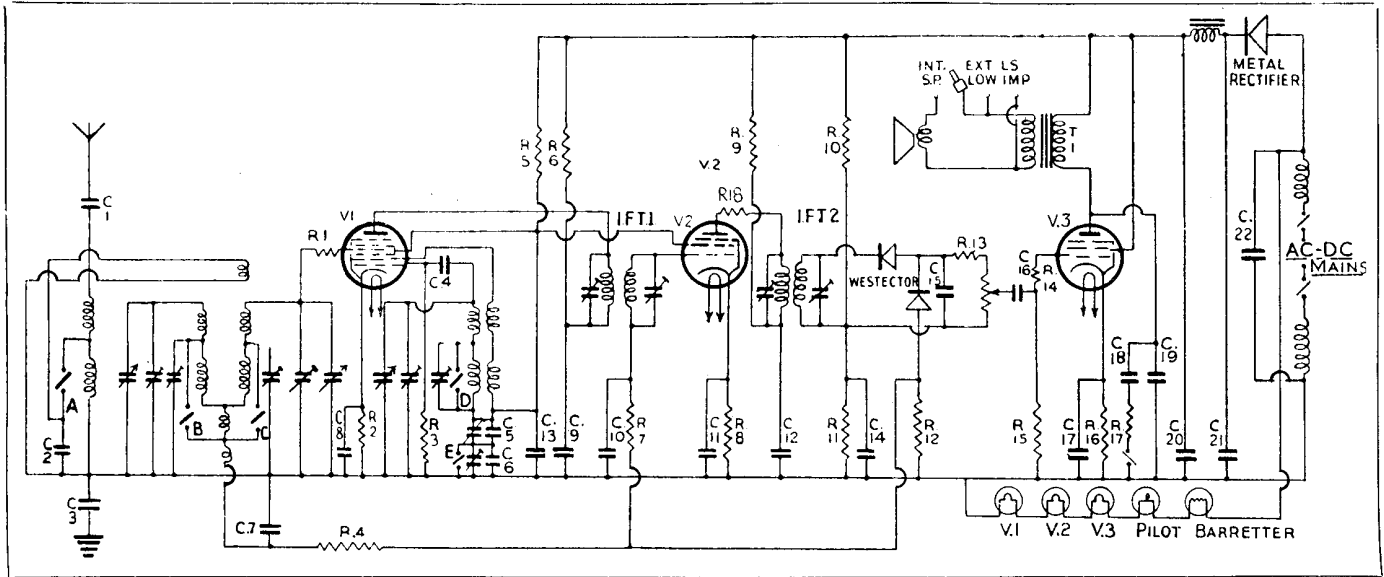 C
1
A
C
2
C
3
B
C
C.7
R.4
R1
V1
C
8
R
2
R
3
C4
D
E
C
5
C
6
C.
13
C.
9
R
5
R
6
I.F.T.1
C
10
R
7
V2
V.2
R18
C
11
R
8
R.
9
I.F.T.2
C
12
R
10
R
11
C.
14
WESTECTOR
C.
15
R
12
R.13
C
16
R.
14
R
15
INT.
S.P.
EXT LS
LOW IMP
T
1
V.3
C
17
R
16
R
17
C.
18
C.
19
C
20
C
21
METAL
RECTIFIER
C.
22
AC-DC
MAINS
V.1
V.2
V.3
PILOT
BARRETTER